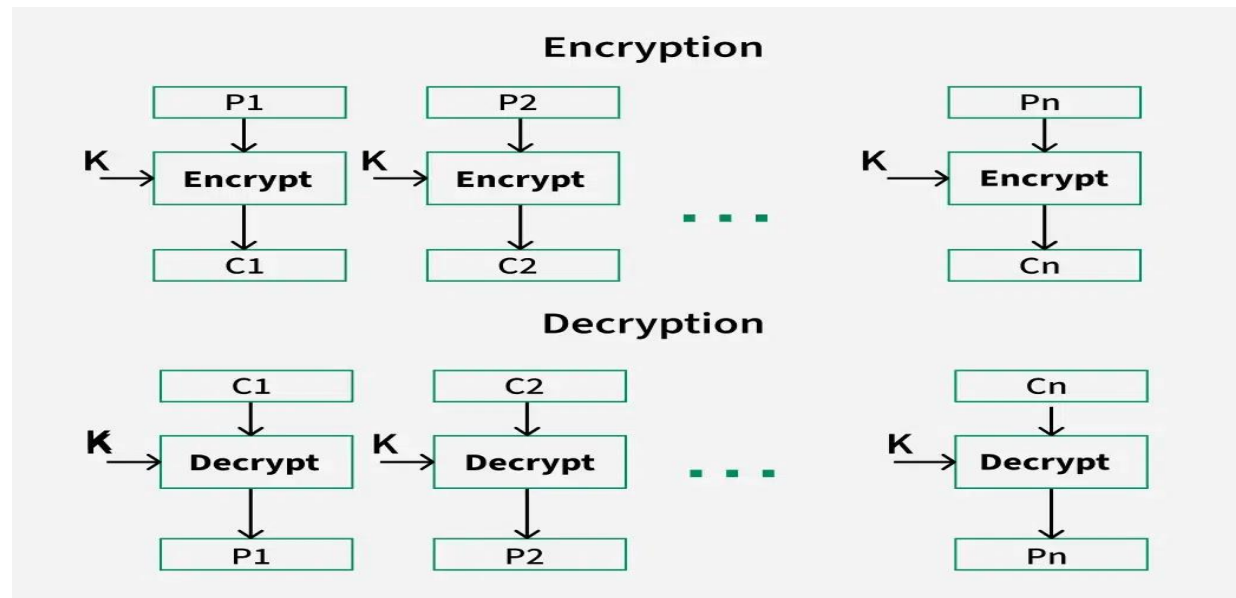 Encryption
P1 P2 Pn
K Encrypt K Encrypt K Encrypt
C1 C2 Cn
Decryption
C1 C2 Cn
K Decrypt K Decrypt K Decrypt
P1 P2 Pn